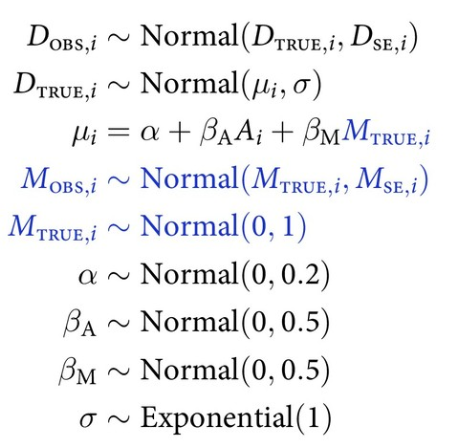 D_OBS,i ∼ Normal(D_TRUE,i, D_SE,i)
D_TRUE,i ∼ Normal(μ_i, σ)
μ_i = α + β_A A_i + β_M M_TRUE,i
M_OBS,i ∼ Normal(M_TRUE,i, M_SE,i)
M_TRUE,i ∼ Normal(0, 1)
α ∼ Normal(0, 0.2)
β_A ∼ Normal(0, 0.5)
β_M ∼ Normal(0, 0.5)
σ ∼ Exponential(1)